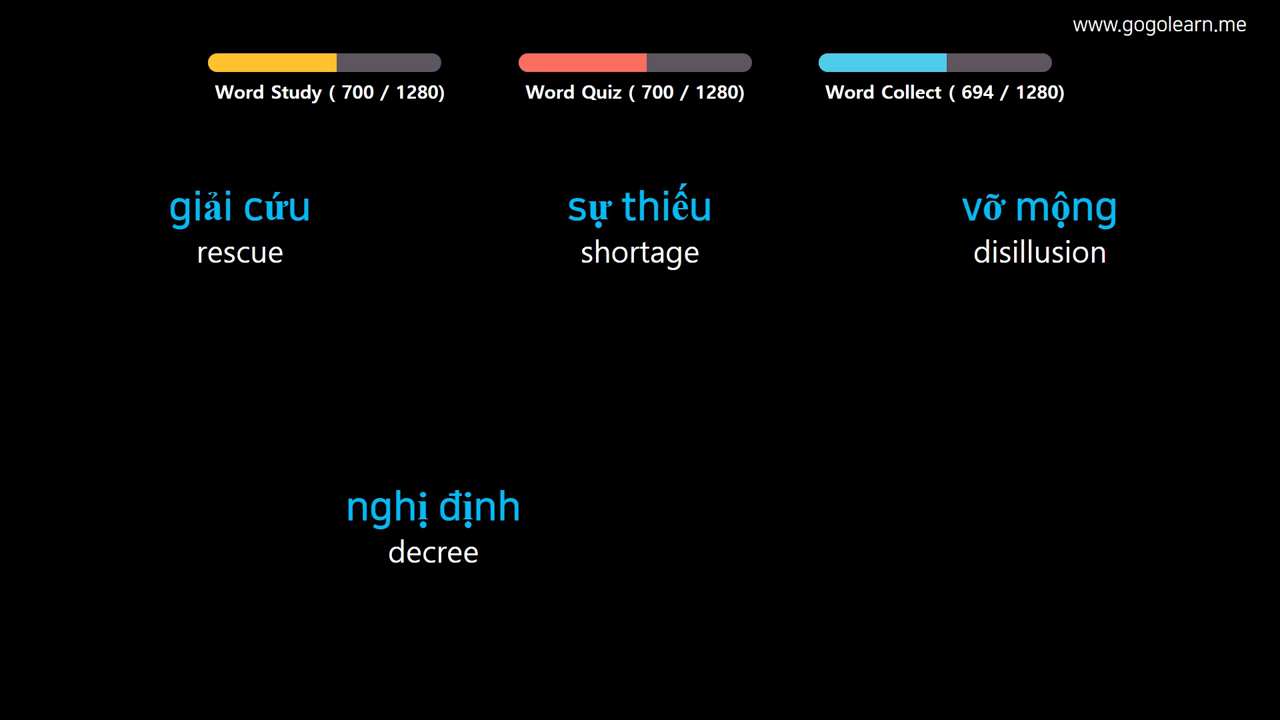 www.gogolearn.me
Word Study ( 700 / 1280)
Word Quiz ( 700 / 1280)
Word Collect ( 694 / 1280)
giải cứu
rescue
sự thiếu
shortage
vỡ mộng
disillusion
nghị định
decree